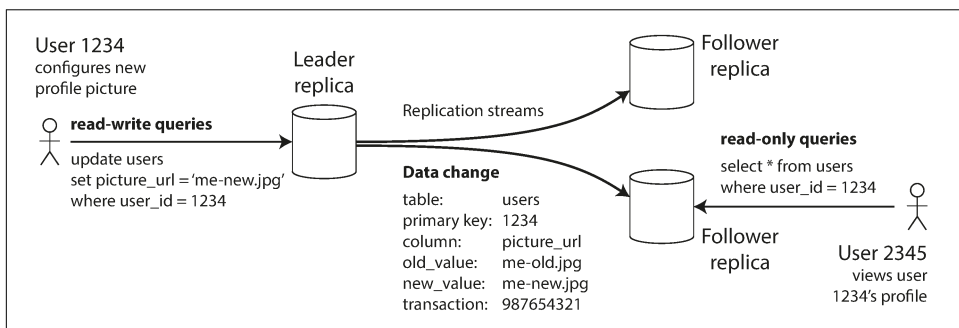 User 1234
configures new
profile picture
read-write queries
update users
set picture_url = ‘me-new.jpg’
where user_id = 1234
Leader
replica
Replication streams
Data change
table: users
primary key: 1234
column: picture_url
old_value: me-old.jpg
new_value: me-new.jpg
transaction: 987654321
Follower
replica
read-only queries
select * from users
where user_id = 1234
Follower
replica
User 2345
views user
1234’s profile